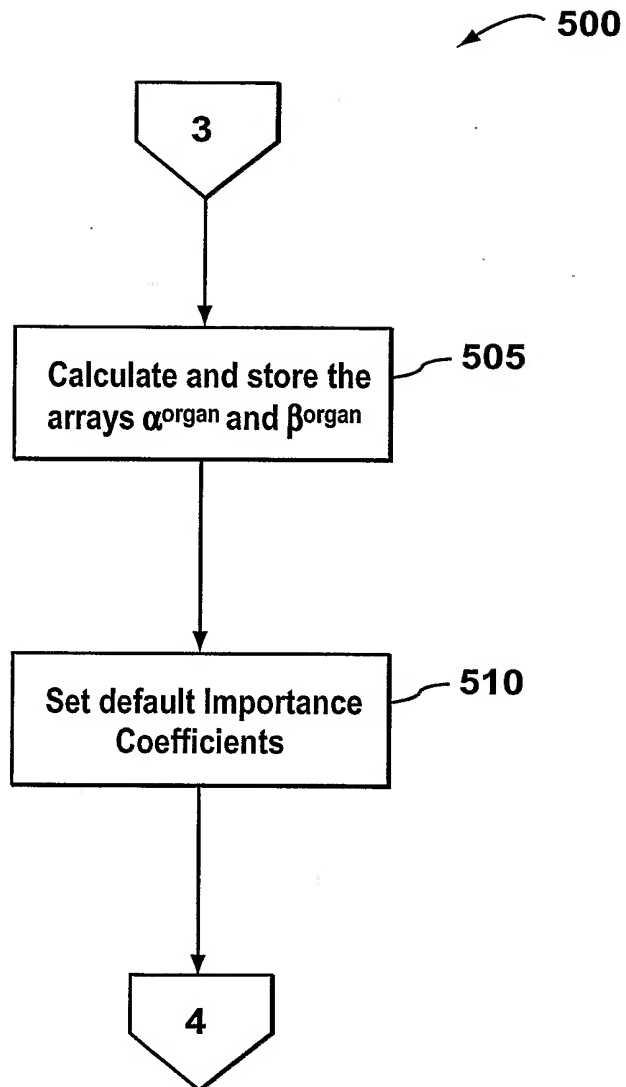 500
3
Calculate and store the
505
arrays αorgan and βorgan
Set default Importance
510
Coefficients
4